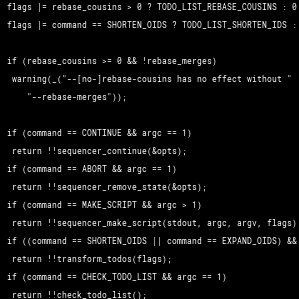 flags |= rebase_cousins > 0 ? TODO_LIST_REBASE_COUSINS : 0
flags |= command == SHORTEN_OIDS ? TODO_LIST_SHORTEN_IDS :
if (rebase_cousins >= 0 && !rebase_merges)
warning(_("--[no-]rebase-cousins has no effect without "
"--rebase-merges"));
if (command == CONTINUE && argc == 1)
return !!sequencer_continue(&opts);
if (command == ABORT && argc == 1)
return !!sequencer_remove_state(&opts);
if (command == MAKE_SCRIPT && argc > 1)
return !!sequencer_make_script(stdout, argc, argv, flags)
if ((command == SHORTEN_OIDS || command == EXPAND_OIDS) &&
return !!transform_todos(flags);
if (command == CHECK_TODO_LIST && argc == 1)
return !!check_todo_list();